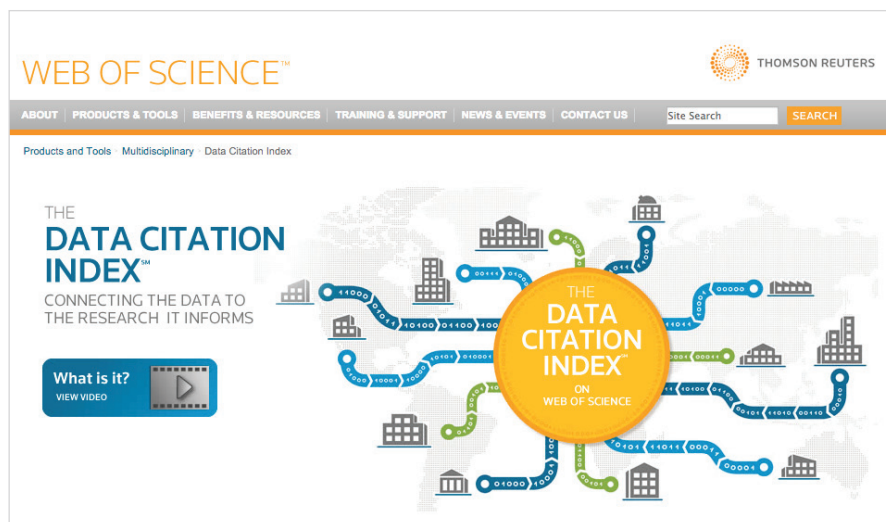 WEB OF SCIENCE™
THOMSON REUTERS
ABOUT PRODUCTS & TOOLS BENEFITS & RESOURCES TRAINING & SUPPORT NEWS & EVENTS CONTACT US Site Search SEARCH
Products and Tools · Multidisciplinary · Data Citation Index
THE
DATA CITATION
INDEX℠
CONNECTING THE DATA TO
THE RESEARCH IT INFORMS
What is it?
VIEW VIDEO
THE
DATA
CITATION
INDEX℠
ON
WEB OF SCIENCE